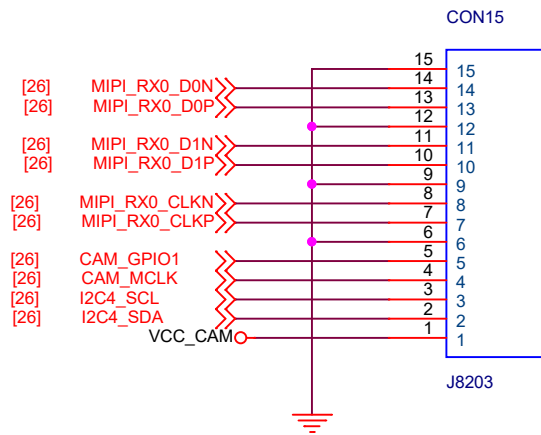 CON15
15 15
[26] MIPI_RX0_D0N 14 14
[26] MIPI_RX0_D0P 13 13
12 12
[26] MIPI_RX0_D1N 11 11
[26] MIPI_RX0_D1P 10 10
9 9
[26] MIPI_RX0_CLKN 8 8
[26] MIPI_RX0_CLKP 7 7
6 6
[26] CAM_GPIO1 5 5
[26] CAM_MCLK 4 4
[26] I2C4_SCL 3 3
[26] I2C4_SDA 2 2
VCC_CAM 1 1
J8203